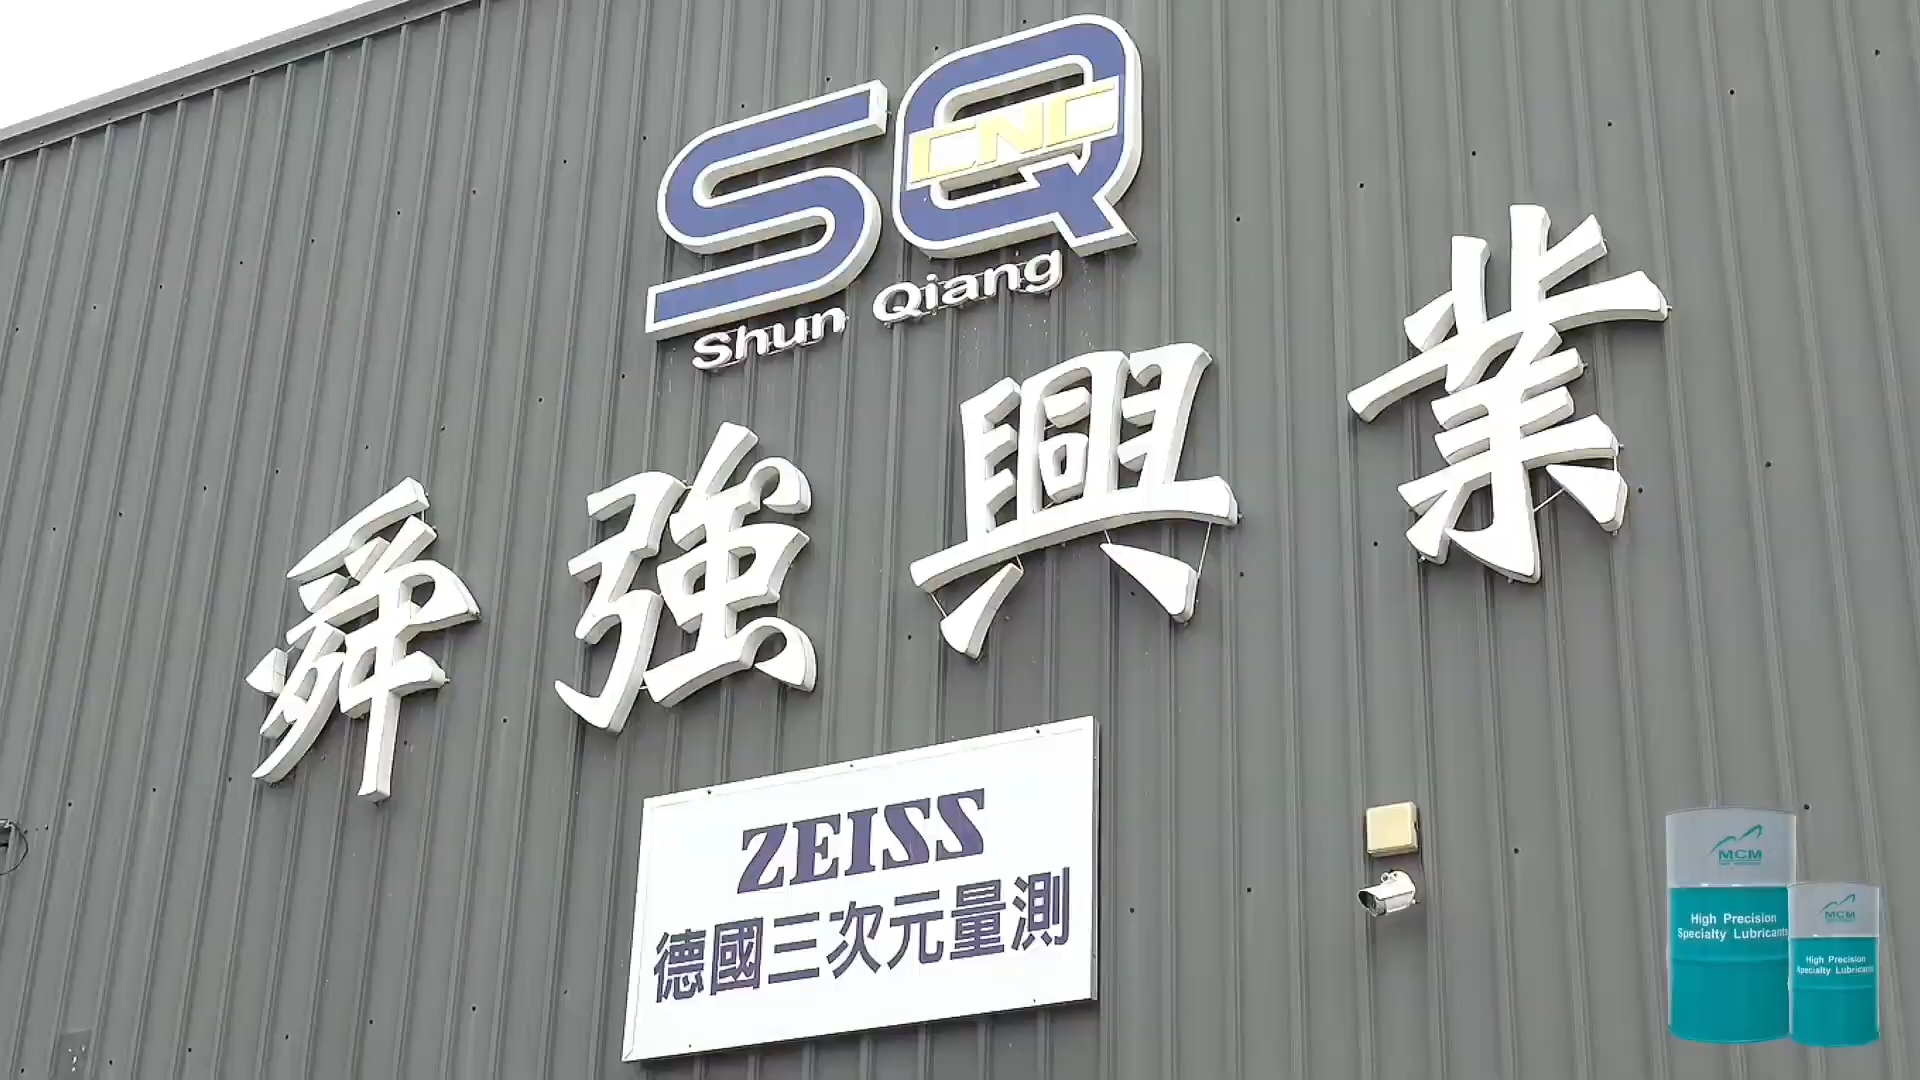 SQ
CNC
Shun Qiang
舜強興業
ZEISS
德國三次元量測
MCM
High Precision
Specialty Lubricants
MCM
High Precision
Specialty Lubricants